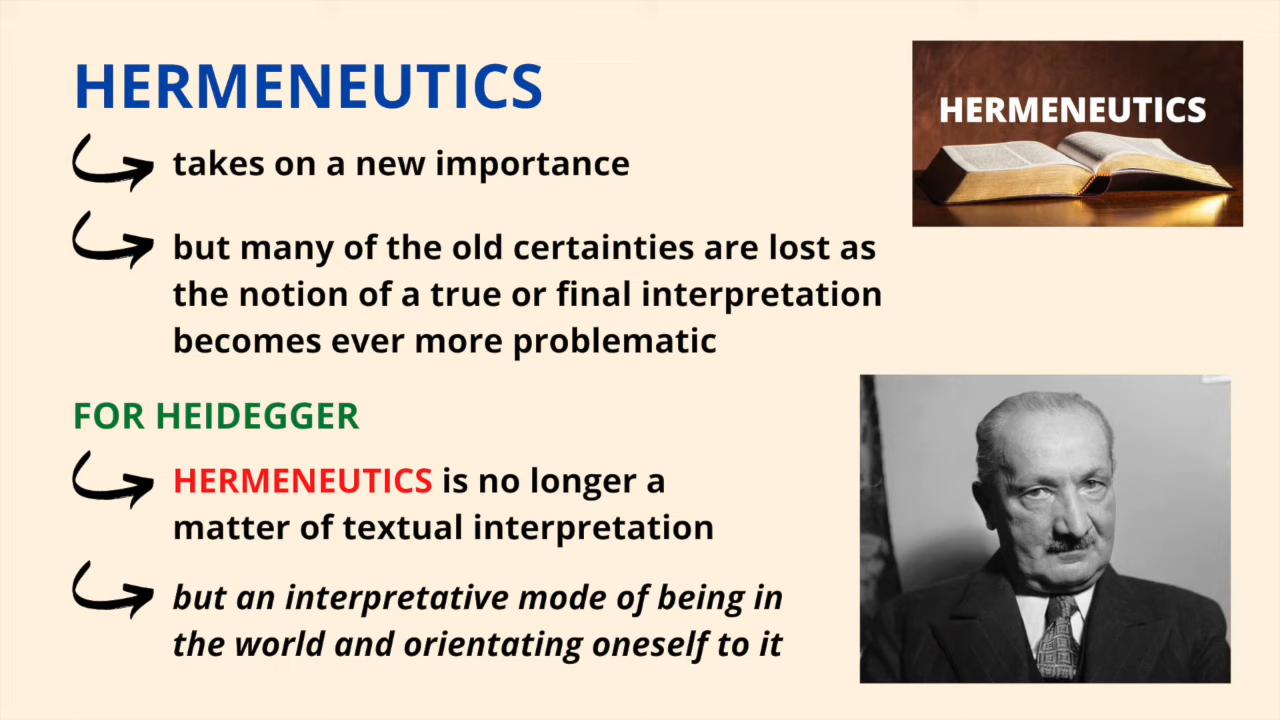 HERMENEUTICS
takes on a new importance
but many of the old certainties are lost as
the notion of a true or final interpretation
becomes ever more problematic
FOR HEIDEGGER
HERMENEUTICS is no longer a
matter of textual interpretation
but an interpretative mode of being in
the world and orientating oneself to it
HERMENEUTICS